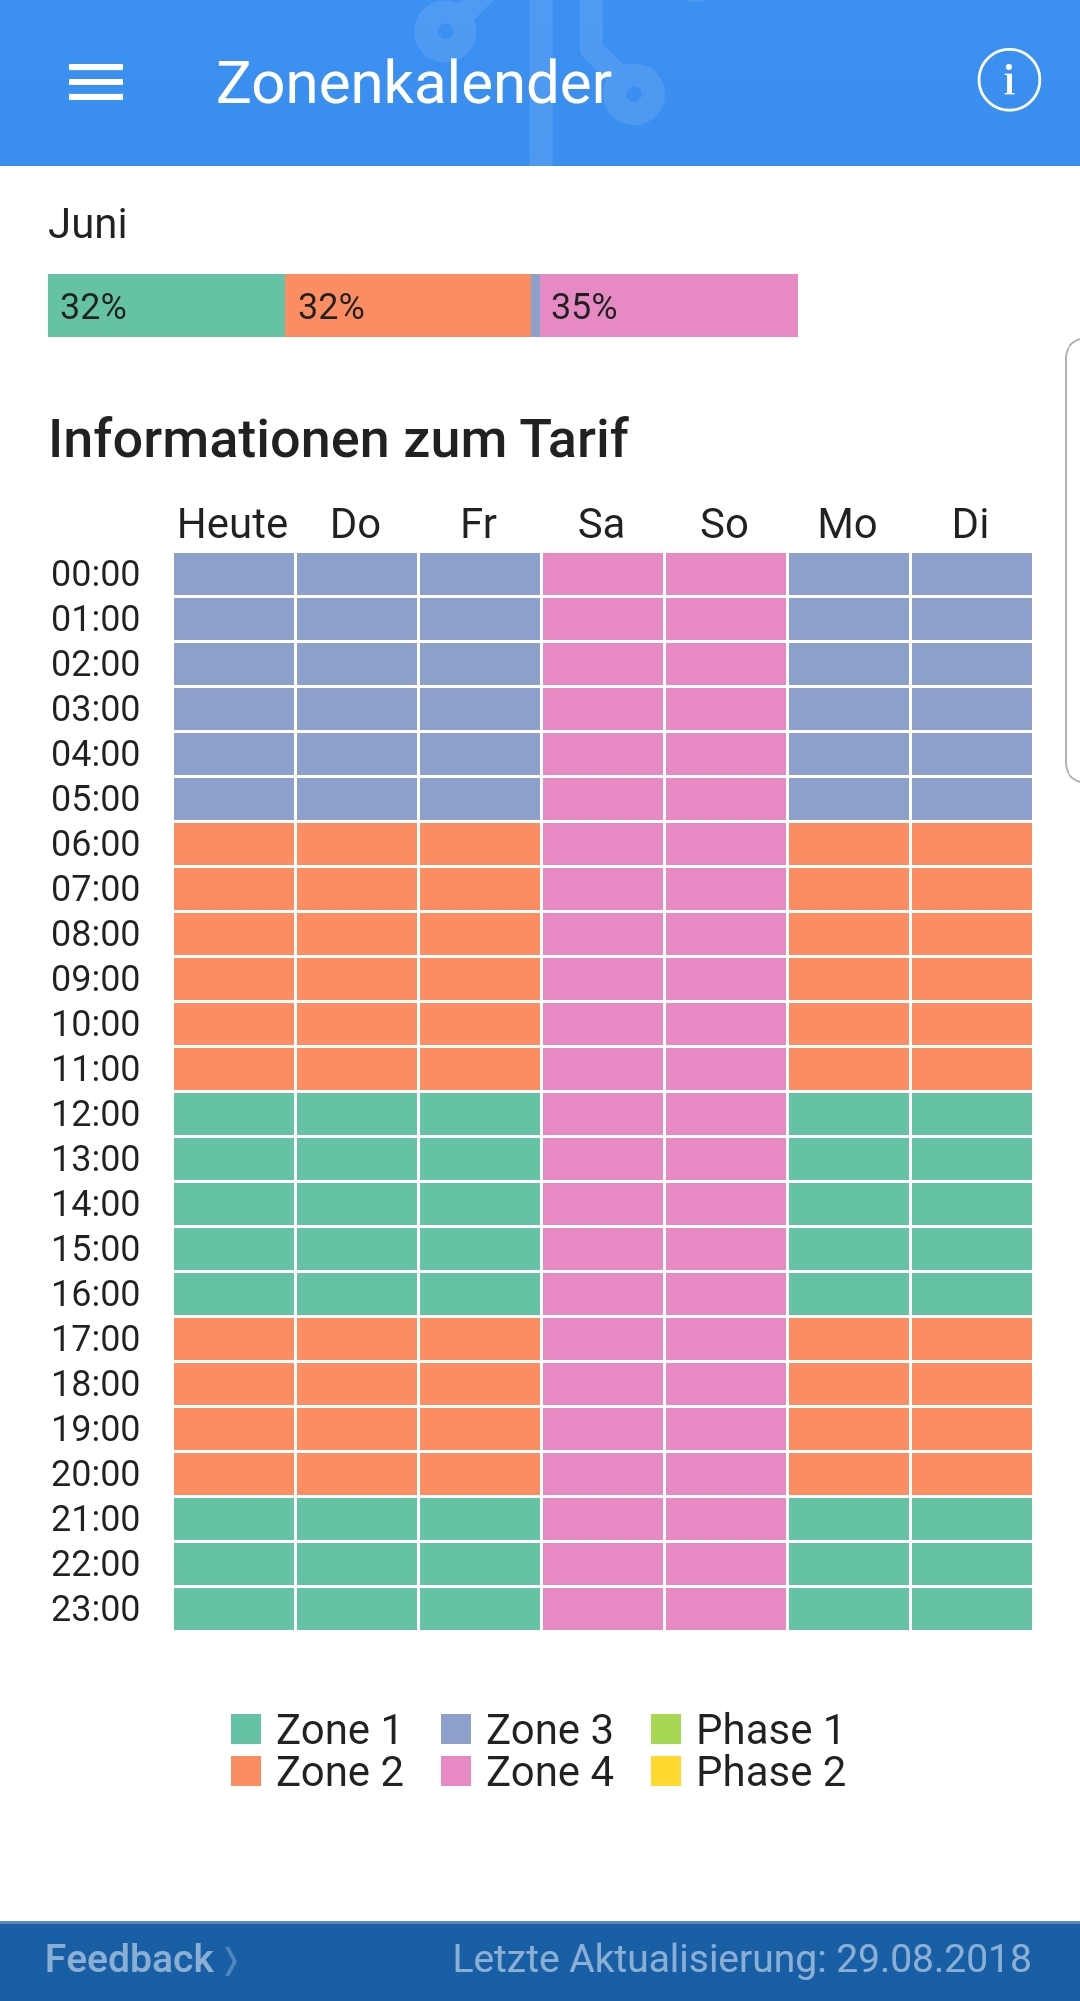 Zonenkalender
i
Juni
32% 32% 35%
Informationen zum Tarif
Heute Do Fr Sa So Mo Di
00:00
01:00
02:00
03:00
04:00
05:00
06:00
07:00
08:00
09:00
10:00
11:00
12:00
13:00
14:00
15:00
16:00
17:00
18:00
19:00
20:00
21:00
22:00
23:00
Zone 1 Zone 3 Phase 1
Zone 2 Zone 4 Phase 2
Feedback 〉 Letzte Aktualisierung: 29.08.2018